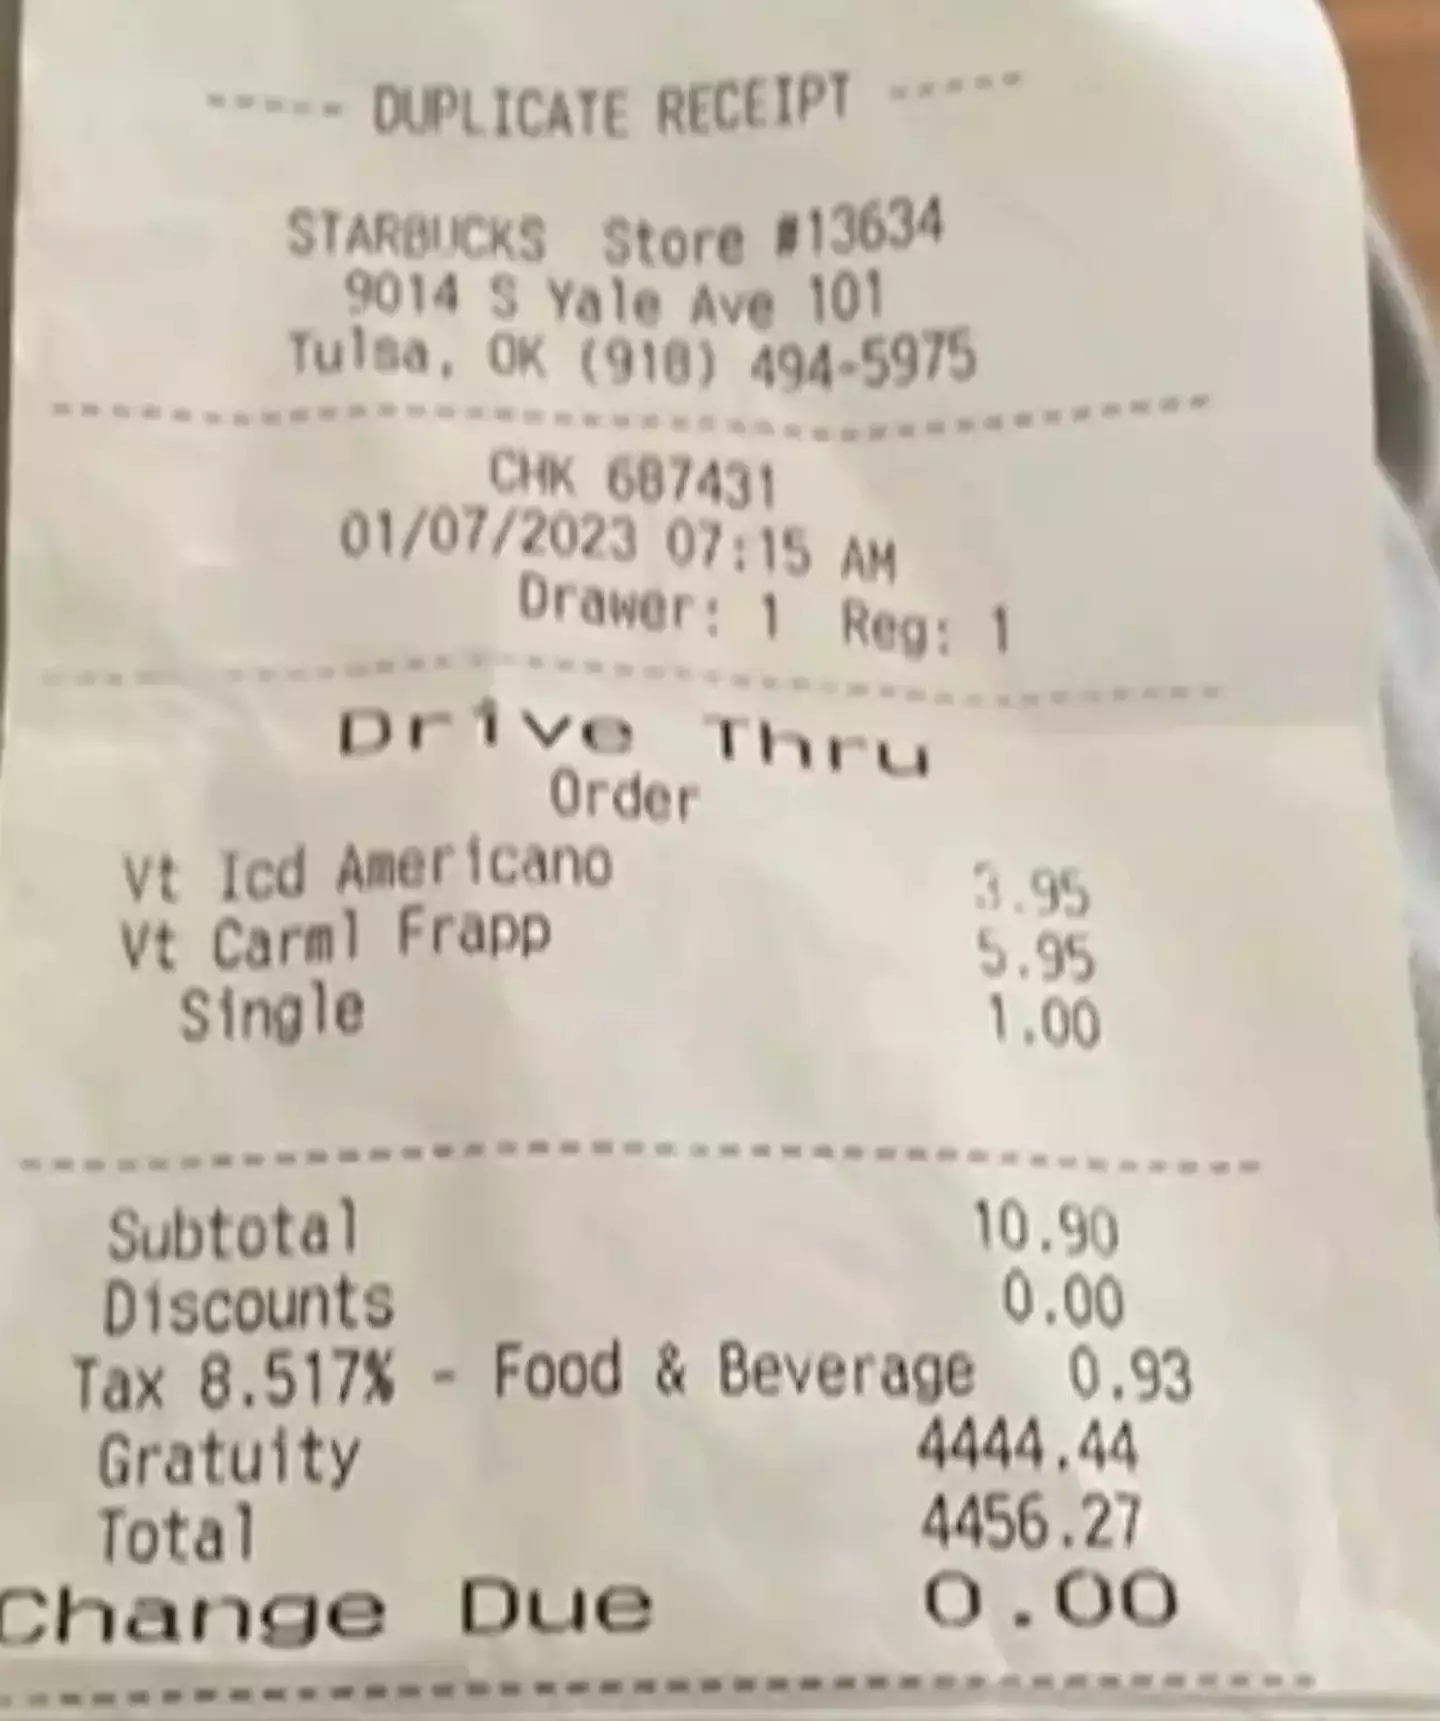 ----- DUPLICATE RECEIPT -----
STARBUCKS Store #13634
9014 S Yale Ave 101
Tulsa, OK (918) 494-5975
CHK 687431
01/07/2023 07:15 AM
Drawer: 1 Reg: 1
Drive Thru
Order
Vt Icd Americano 3.95
Vt Carml Frapp 5.95
Single 1.00
Subtotal 10.90
Discounts 0.00
Tax 8.517% - Food & Beverage 0.93
Gratuity 4444.44
Total 4456.27
Change Due 0.00